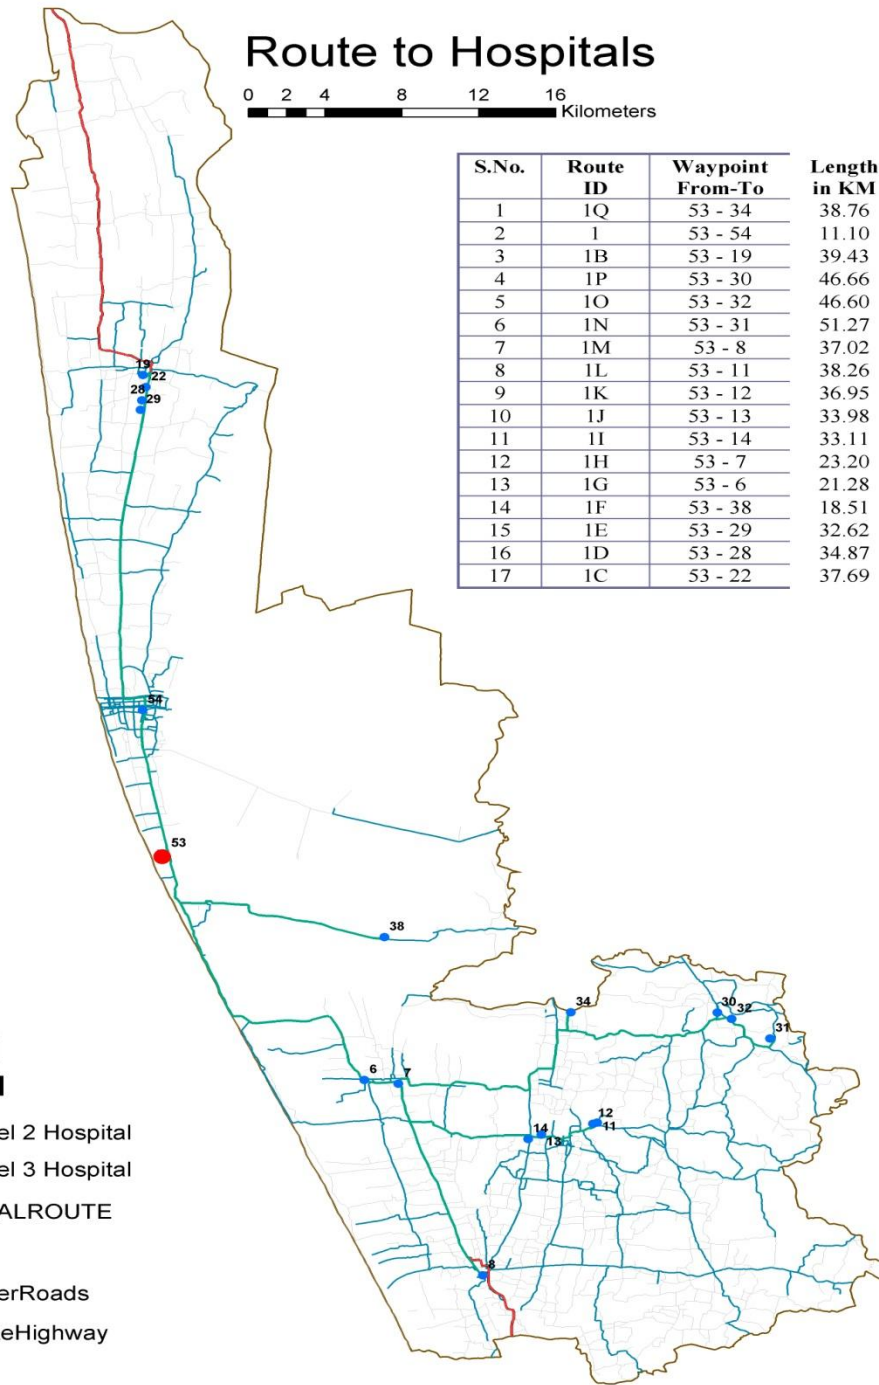 Route to Hospitals
0 2 4 8 12 16
Kilometers
S.No. Route ID Waypoint From-To Length in KM
1 1Q 53 - 34 38.76
2 1 53 - 54 11.10
3 1B 53 - 19 39.43
4 1P 53 - 30 46.66
5 1O 53 - 32 46.60
6 1N 53 - 31 51.27
7 1M 53 - 8 37.02
8 1L 53 - 11 38.26
9 1K 53 - 12 36.95
10 1J 53 - 13 33.98
11 1I 53 - 14 33.11
12 1H 53 - 7 23.20
13 1G 53 - 6 21.28
14 1F 53 - 38 18.51
15 1E 53 - 29 32.62
16 1D 53 - 28 34.87
17 1C 53 - 22 37.69
19
22
28
29
54
53
38
34
30
32
31
6
7
12
11
14
13
8
el 2 Hospital
el 3 Hospital
ALROUTE
erRoads
eHighway